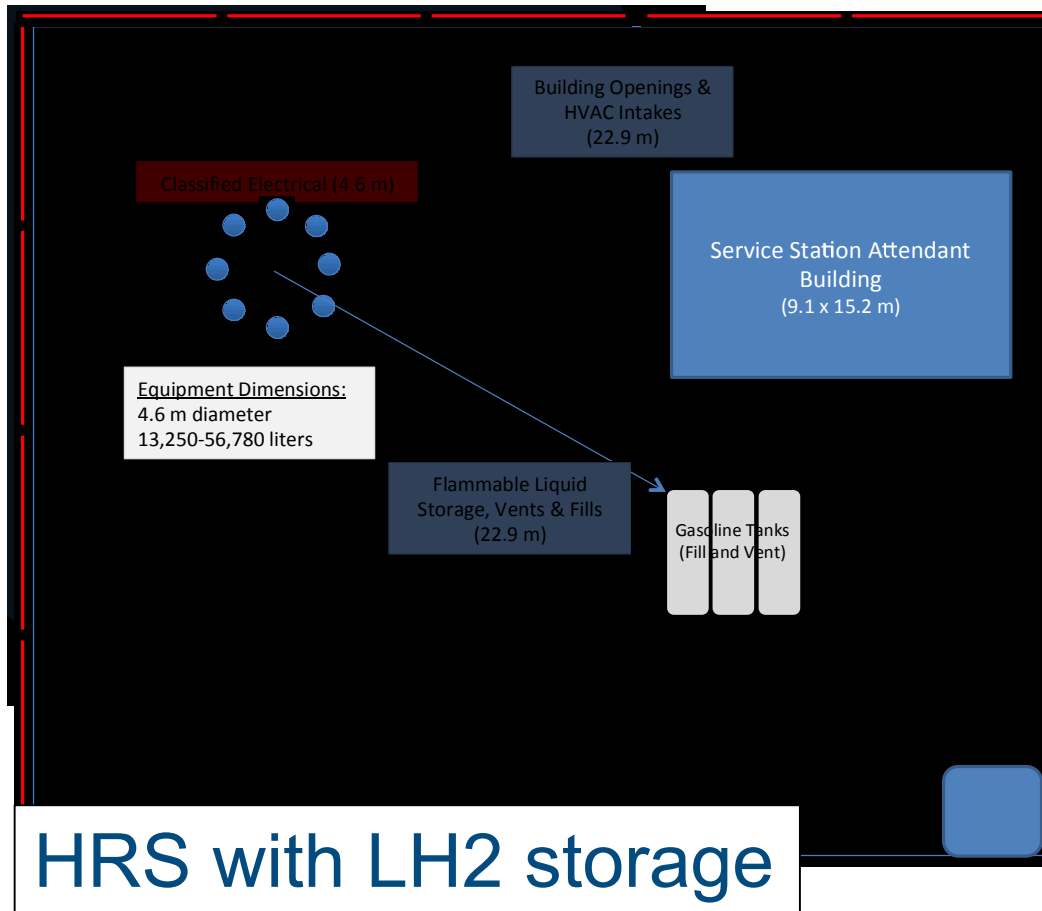 Building Openings &
HVAC Intakes
(22.9 m)
Classified Electrical (4.6 m)
Service Station Attendant
Building
(9.1 x 15.2 m)
Equipment Dimensions:
4.6 m diameter
13,250-56,780 liters
Flammable Liquid
Storage, Vents & Fills
(22.9 m)
Gasoline Tanks
(Fill and Vent)
HRS with LH2 storage